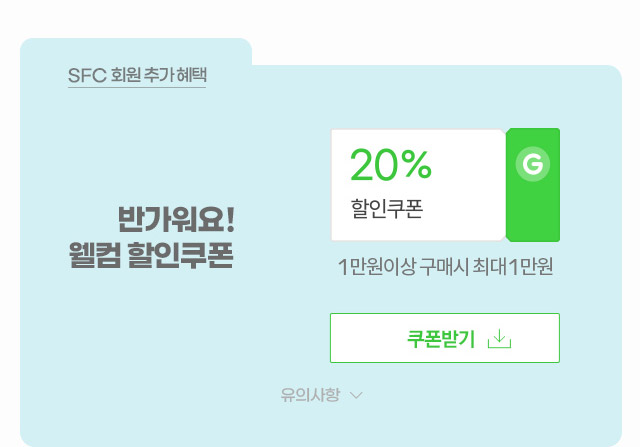 SFC 회원 추가 혜택
반가워요!
웰컴 할인쿠폰
20%
할인쿠폰
G
1만원이상 구매시 최대 1만원
쿠폰받기
유의사항